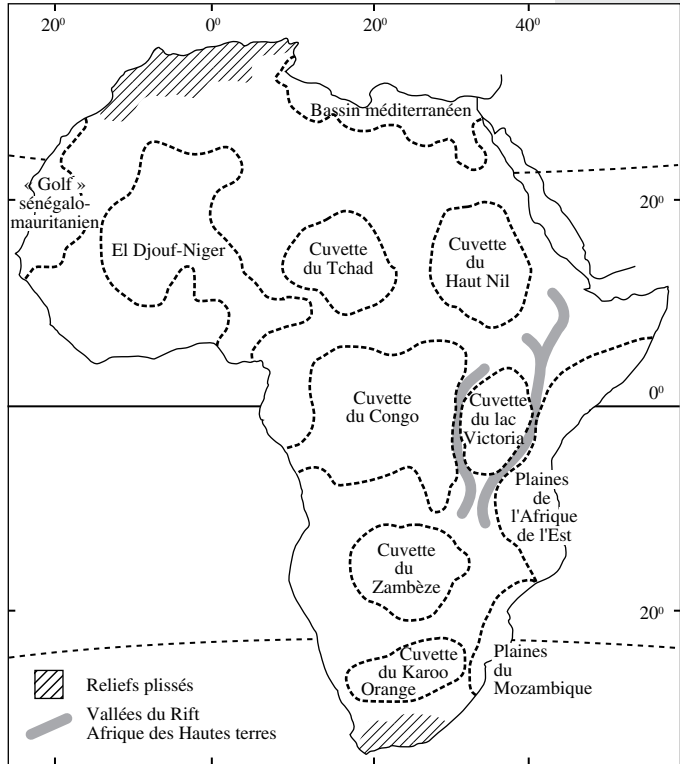 20⁰
0⁰
20⁰
40⁰
Bassin méditerranéen
« Golf »
sénégalo-
mauritanien
20⁰
El Djouf-Niger
Cuvette
du Tchad
Cuvette
du
Haut Nil
0⁰
Cuvette
du Congo
Cuvette
du lac
Victoria
Plaines
de
l'Afrique
de l'Est
Cuvette
du
Zambèze
20⁰
Cuvette
du Karoo
Orange
Plaines
du
Mozambique
Reliefs plissés
Vallées du Rift
Afrique des Hautes terres